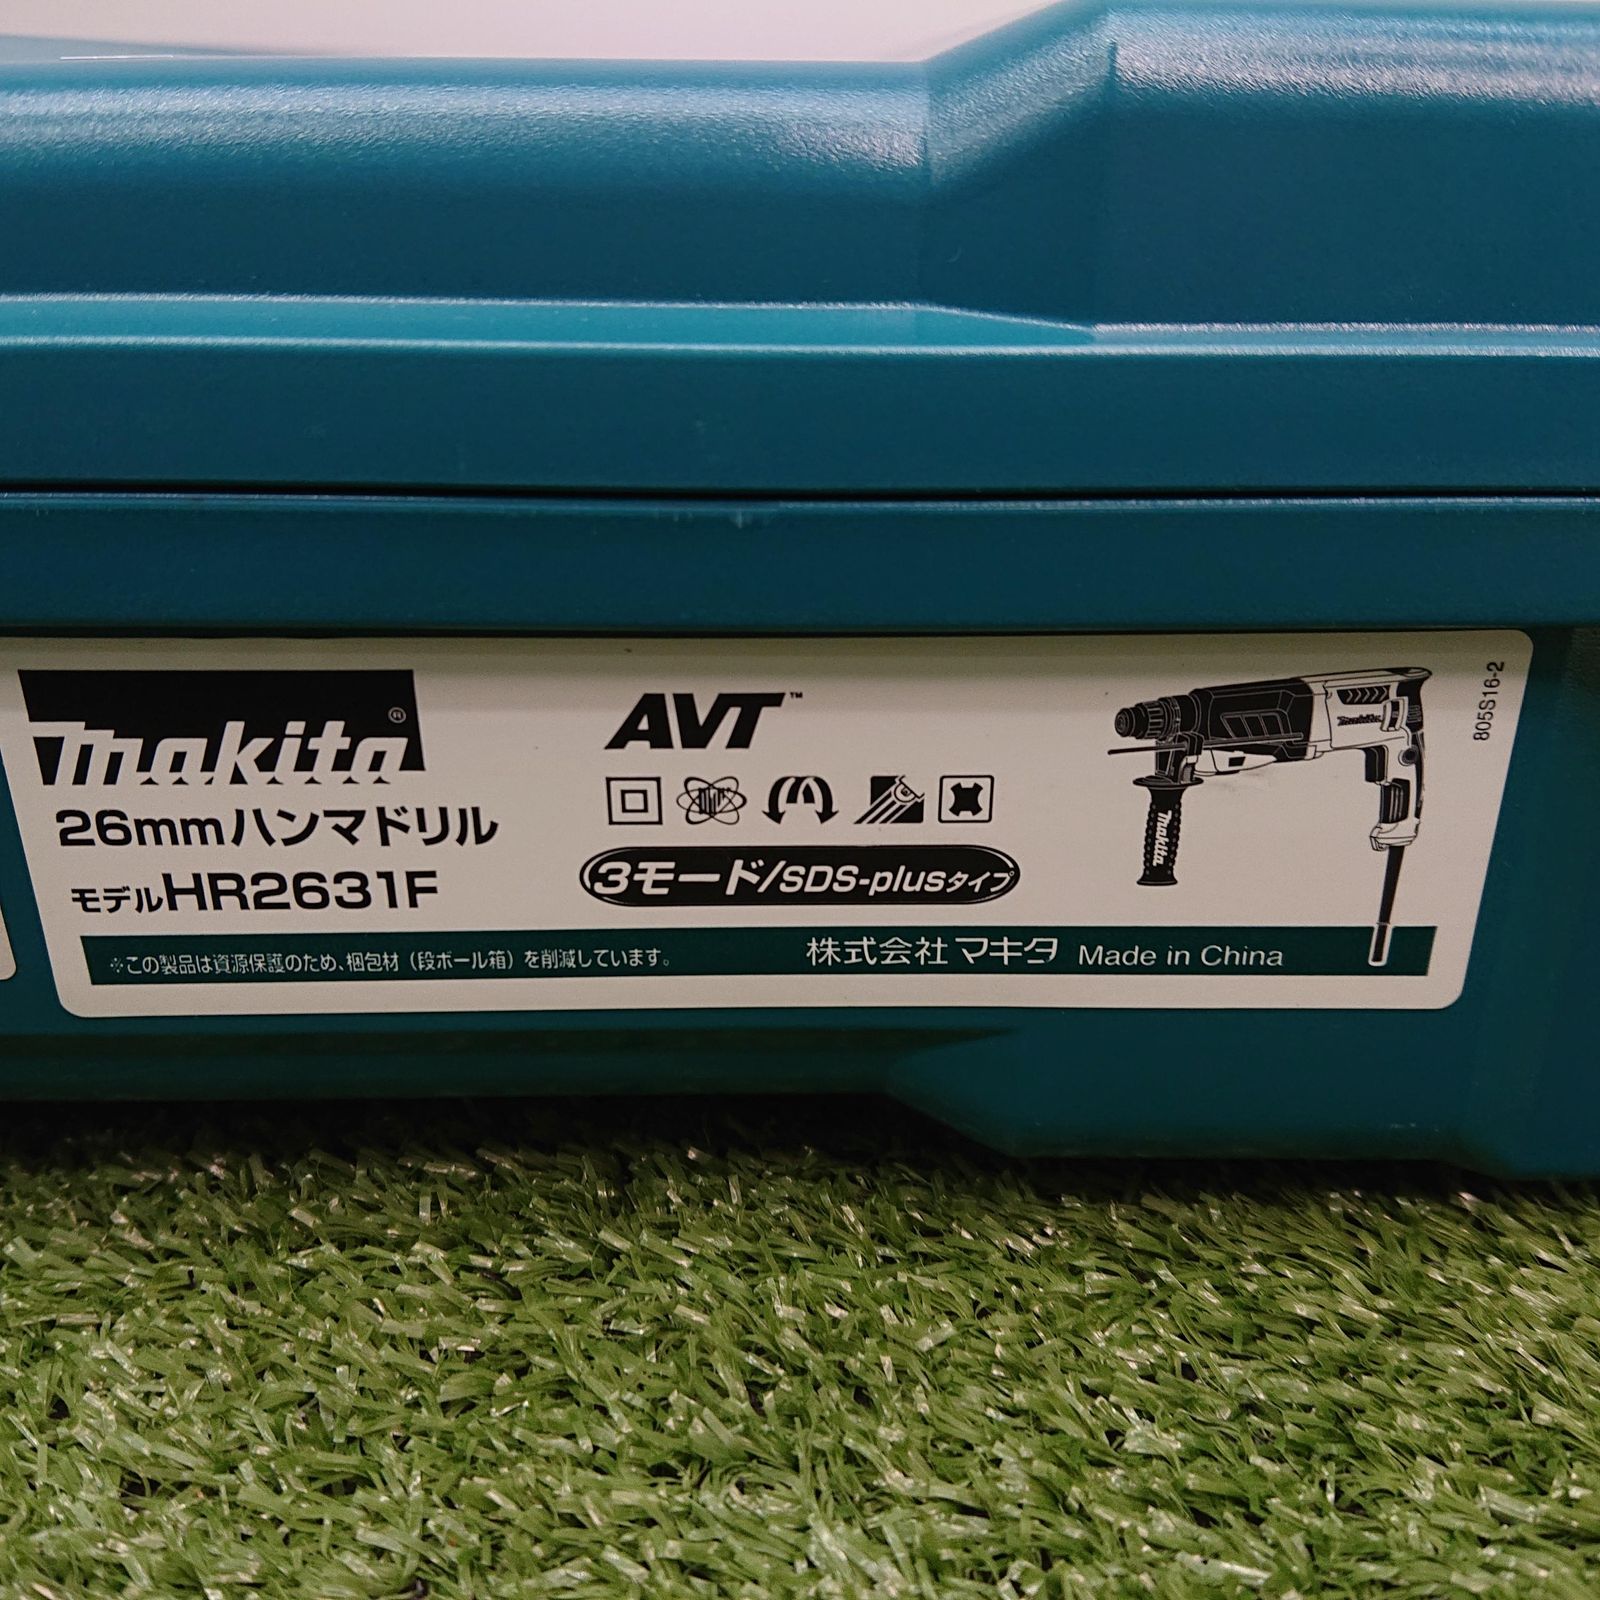 makita®
26mmハンマドリル
モデルHR2631F
AVT™
3モード/SDS-plusタイプ
makita
makita
805S16-2
※この製品は資源保護のため、梱包材（段ボール箱）を削減しています。
株式会社マキタ Made in China